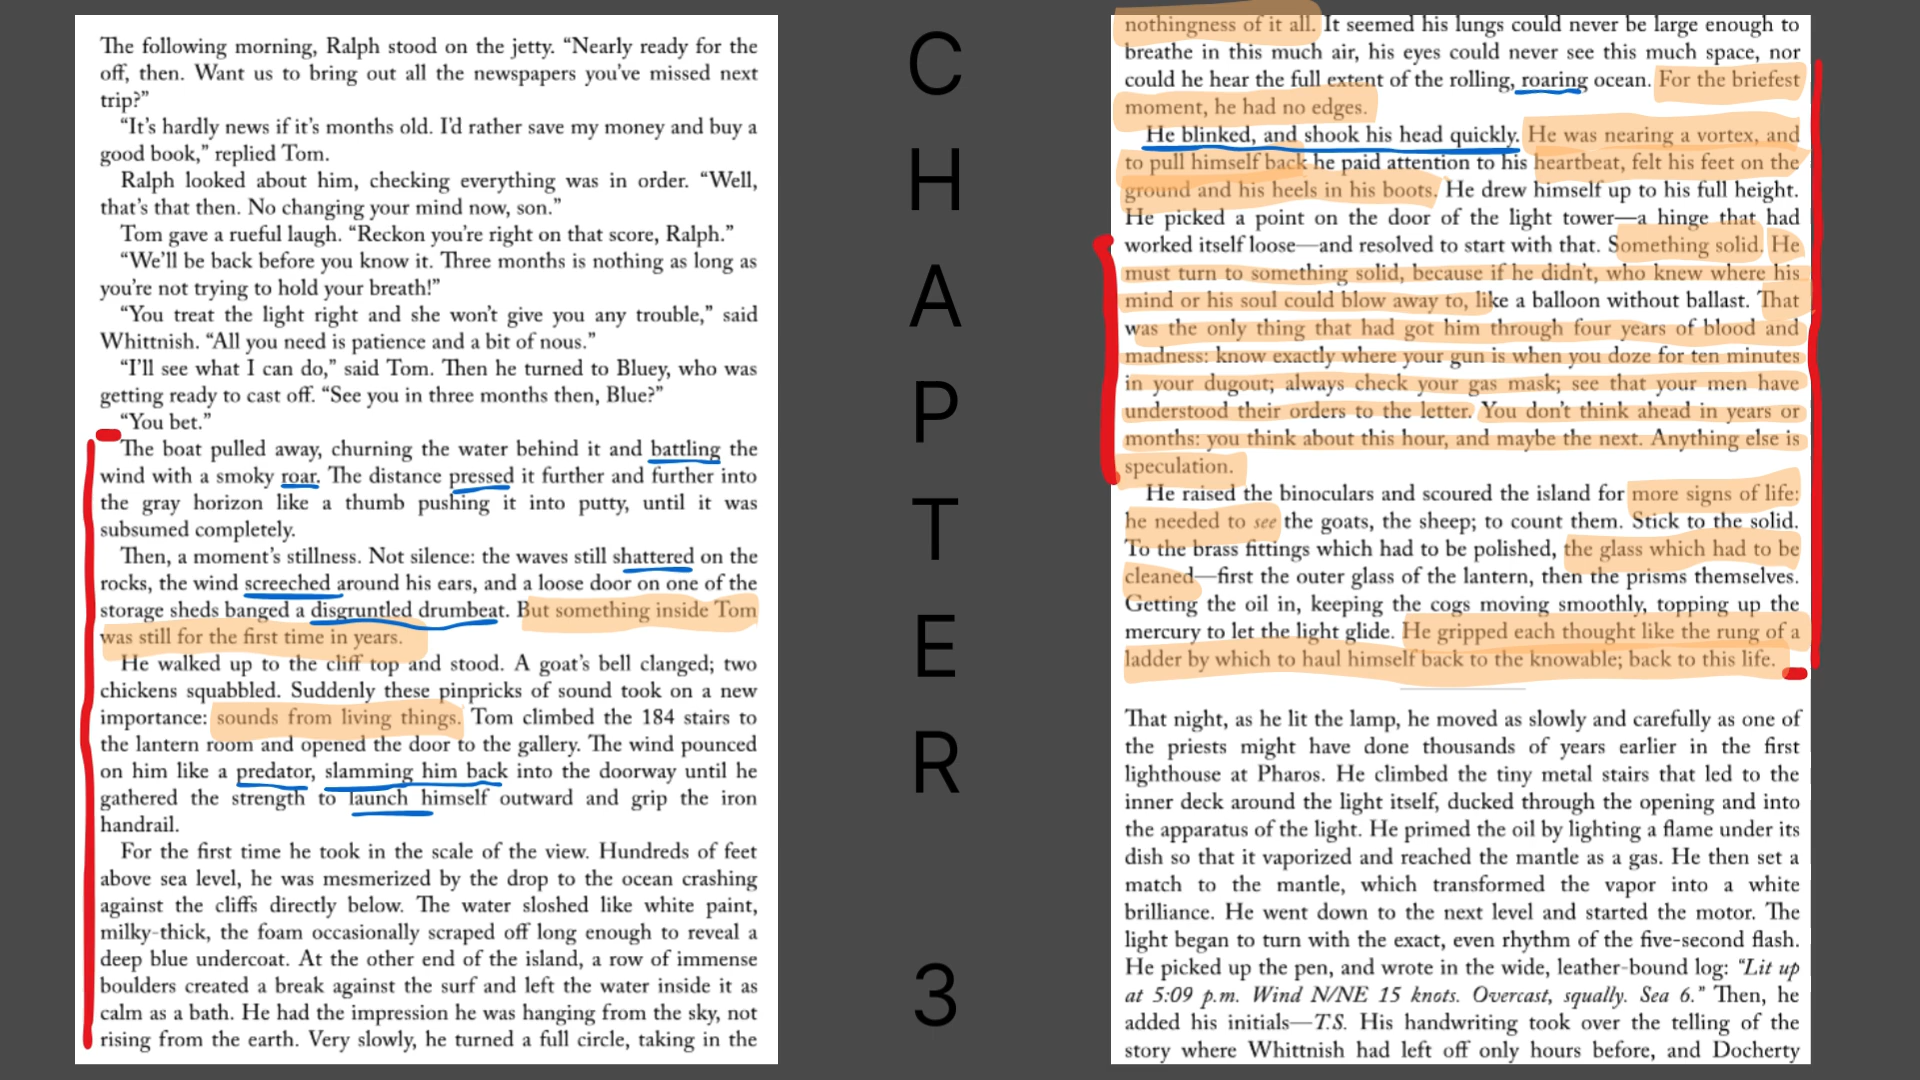 The following morning, Ralph stood on the jetty. “Nearly ready for the
off, then. Want us to bring out all the newspapers you’ve missed next
trip?”
“It’s hardly news if it’s months old. I’d rather save my money and buy a
good book,” replied Tom.
Ralph looked about him, checking everything was in order. “Well,
that’s that then. No changing your mind now, son.”
Tom gave a rueful laugh. “Reckon you’re right on that score, Ralph.”
“We’ll be back before you know it. Three months is nothing as long as
you’re not trying to hold your breath!”
“You treat the light right and she won’t give you any trouble,” said
Whittnish. “All you need is patience and a bit of nous.”
“I’ll see what I can do,” said Tom. Then he turned to Bluey, who was
getting ready to cast off. “See you in three months then, Blue?”
“You bet.”
The boat pulled away, churning the water behind it and battling the
wind with a smoky roar. The distance pressed it further and further into
the gray horizon like a thumb pushing it into putty, until it was
subsumed completely.
Then, a moment’s stillness. Not silence: the waves still shattered on the
rocks, the wind screeched around his ears, and a loose door on one of the
storage sheds banged a disgruntled drumbeat. But something inside Tom
was still for the first time in years.
He walked up to the cliff top and stood. A goat’s bell clanged; two
chickens squabbled. Suddenly these pinpricks of sound took on a new
importance: sounds from living things. Tom climbed the 184 stairs to
the lantern room and opened the door to the gallery. The wind pounced
on him like a predator, slamming him back into the doorway until he
gathered the strength to launch himself outward and grip the iron
handrail.
For the first time he took in the scale of the view. Hundreds of feet
above sea level, he was mesmerized by the drop to the ocean crashing
against the cliffs directly below. The water sloshed like white paint,
milky-thick, the foam occasionally scraped off long enough to reveal a
deep blue undercoat. At the other end of the island, a row of immense
boulders created a break against the surf and left the water inside it as
calm as a bath. He had the impression he was hanging from the sky, not
rising from the earth. Very slowly, he turned a full circle, taking in the
C
H
A
P
T
E
R
3
nothingness of it all. It seemed his lungs could never be large enough to
breathe in this much air, his eyes could never see this much space, nor
could he hear the full extent of the rolling, roaring ocean. For the briefest
moment, he had no edges.
He blinked, and shook his head quickly. He was nearing a vortex, and
to pull himself back he paid attention to his heartbeat, felt his feet on the
ground and his heels in his boots. He drew himself up to his full height.
He picked a point on the door of the light tower—a hinge that had
worked itself loose—and resolved to start with that. Something solid. He
must turn to something solid, because if he didn’t, who knew where his
mind or his soul could blow away to, like a balloon without ballast. That
was the only thing that had got him through four years of blood and
madness: know exactly where your gun is when you doze for ten minutes
in your dugout; always check your gas mask; see that your men have
understood their orders to the letter. You don’t think ahead in years or
months: you think about this hour, and maybe the next. Anything else is
speculation.
He raised the binoculars and scoured the island for more signs of life:
he needed to see the goats, the sheep; to count them. Stick to the solid.
To the brass fittings which had to be polished, the glass which had to be
cleaned—first the outer glass of the lantern, then the prisms themselves.
Getting the oil in, keeping the cogs moving smoothly, topping up the
mercury to let the light glide. He gripped each thought like the rung of a
ladder by which to haul himself back to the knowable; back to this life.
That night, as he lit the lamp, he moved as slowly and carefully as one of
the priests might have done thousands of years earlier in the first
lighthouse at Pharos. He climbed the tiny metal stairs that led to the
inner deck around the light itself, ducked through the opening and into
the apparatus of the light. He primed the oil by lighting a flame under its
dish so that it vaporized and reached the mantle as a gas. He then set a
match to the mantle, which transformed the vapor into a white
brilliance. He went down to the next level and started the motor. The
light began to turn with the exact, even rhythm of the five-second flash.
He picked up the pen, and wrote in the wide, leather-bound log: “Lit up
at 5:09 p.m. Wind N/NE 15 knots. Overcast, squally. Sea 6.” Then, he
added his initials—T.S. His handwriting took over the telling of the
story where Whittnish had left off only hours before, and Docherty